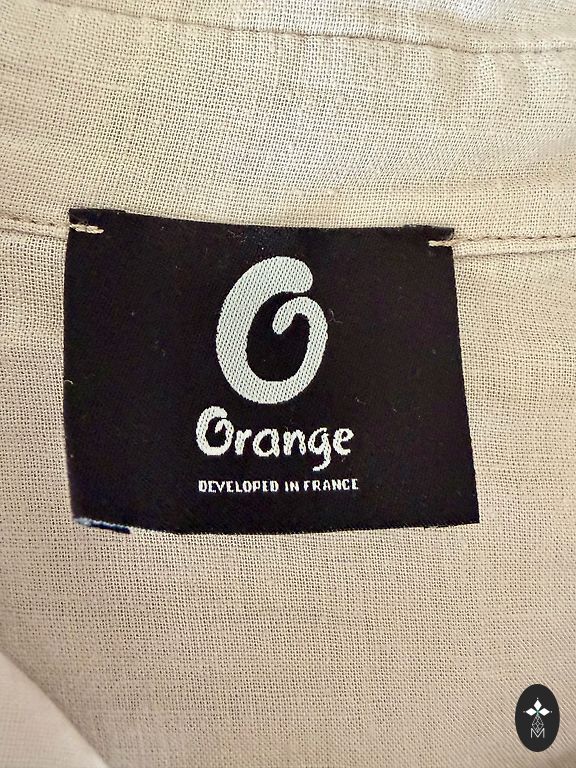 O
Orange
DEVELOPED IN FRANCE
M